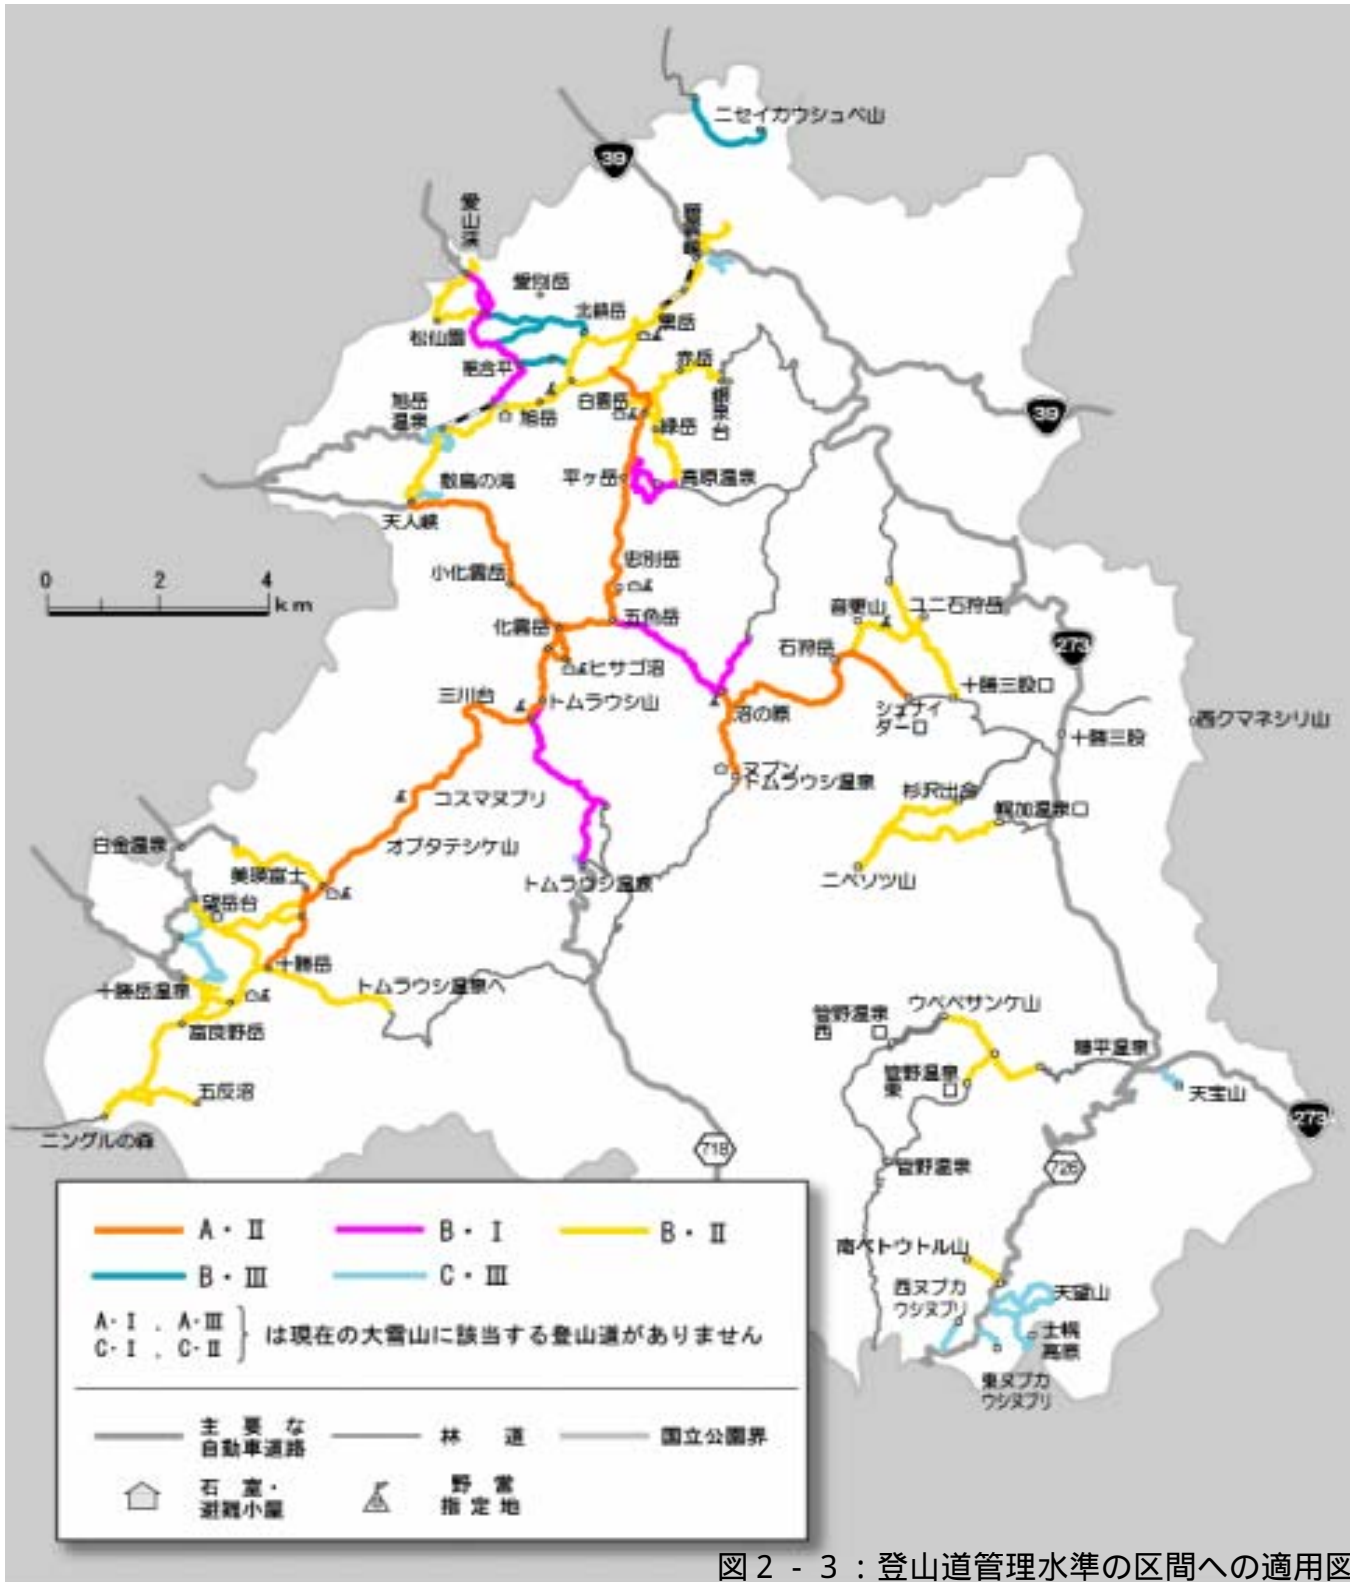 ニセイカウシュペ山
39
愛山渓
層雲峡
愛別岳
北鎮岳
黒岳
松仙園
裾合平
赤岳
旭岳
温泉
旭岳
白雲岳
銀泉台
39
緑岳
敷島の滝
平ヶ岳
高原温泉
天人峡
小化雲岳
忠別岳
0 2 4
km
化雲岳
五色岳
音更山
ユニ石狩岳
石狩岳
273
ヒサゴ沼
三川台
トムラウシ山
沼の原
十勝三股口
シュナイ
ダー口
西クマネシリ山
十勝三股
ヌプン
トムラウシ温泉
コスマヌプリ
杉沢出合
幌加温泉口
白金温泉
オプタテシケ山
美瑛富士
トムラウシ温泉
ニペソツ山
望岳台
十勝岳
十勝岳温泉
トムラウシ温泉へ
ウペペサンケ山
菅野温泉
西 口
富良野岳
糠平温泉
菅野温泉
東 口
五反沼
天宝山
273
ニングルの森
718
菅野温泉
726
南ペトウトル山
西ヌプカ
ウシヌプリ
天望山
士幌
高原
東ヌプカ
ウシヌプリ
A・Ⅱ B・Ⅰ B・Ⅱ
B・Ⅲ C・Ⅲ
A・Ⅰ . A・Ⅲ
C・Ⅰ . C・Ⅱ
は現在の大雪山に該当する登山道がありません
主要な
自動車道路
林道
国立公園界
石室・
避難小屋
野営
指定地
図2-3:登山道管理水準の区間への適用図